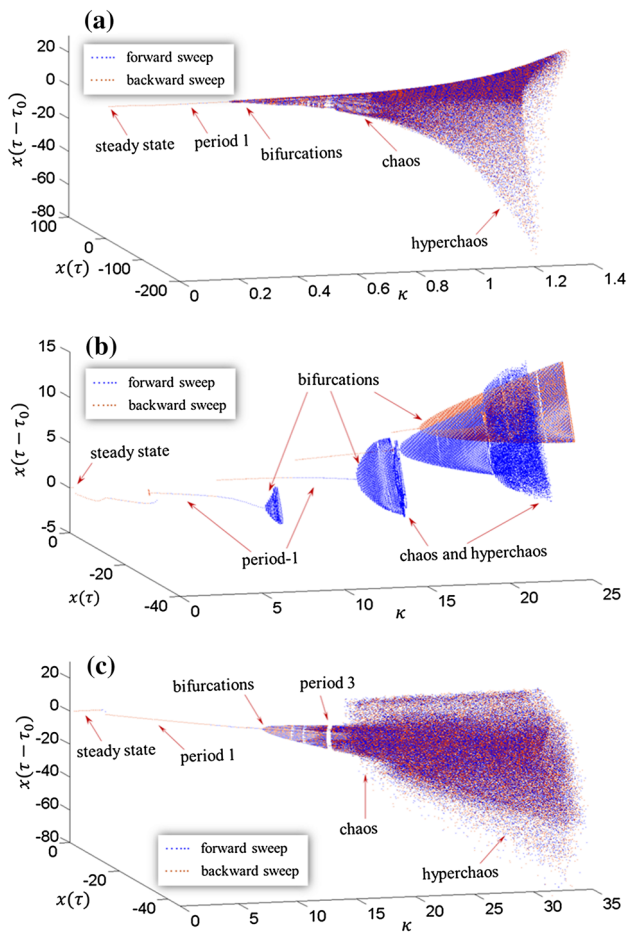 (a)
forward sweep
backward sweep
x(τ − τ₀)
20
0
-20
-40
-60
-80
steady state
period 1
bifurcations
chaos
hyperchaos
100
0
-100
-200
x(τ)
0
0.2
0.4
0.6
0.8
1
1.2
1.4
κ
(b)
forward sweep
backward sweep
x(τ − τ₀)
15
10
5
0
-5
bifurcations
steady state
period-1
chaos and hyperchaos
0
-20
-40
x(τ)
0
5
10
15
20
25
κ
(c)
x(τ − τ₀)
20
0
-20
-40
-60
-80
bifurcations
period 3
steady state
period 1
chaos
hyperchaos
forward sweep
backward sweep
0
-20
-40
x(τ)
0
5
10
15
20
25
30
35
κ